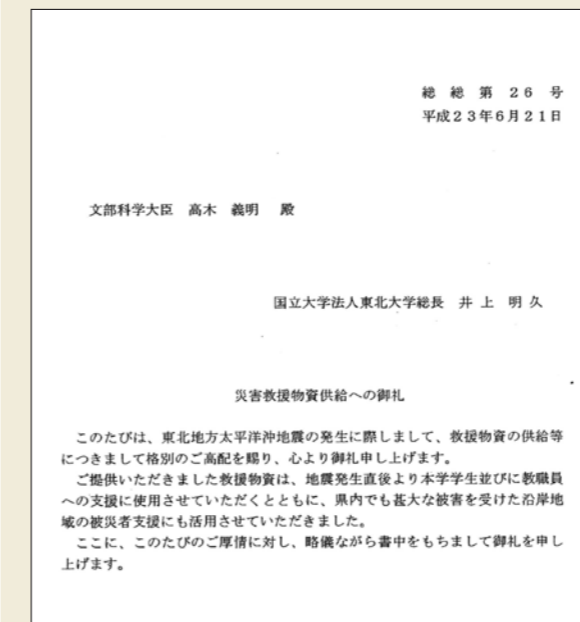 総 総 第 ２６ 号
平成２３年６月２１日
文部科学大臣 高木 義明 殿
国立大学法人東北大学総長 井 上 明 久
災害救援物資供給への御礼
このたびは、東北地方太平洋沖地震の発生に際しまして、救援物資の供給等
につきまして格別のご高配を賜り、心より御礼申し上げます。
ご提供いただきました救援物資は、地震発生直後より本学学生並びに教職員
への支援に使用させていただくとともに、県内でも甚大な被害を受けた沿岸地
域の被災者支援にも活用させていただきました。
ここに、このたびのご厚情に対し、略儀ながら書中をもちまして御礼を申し
上げます。